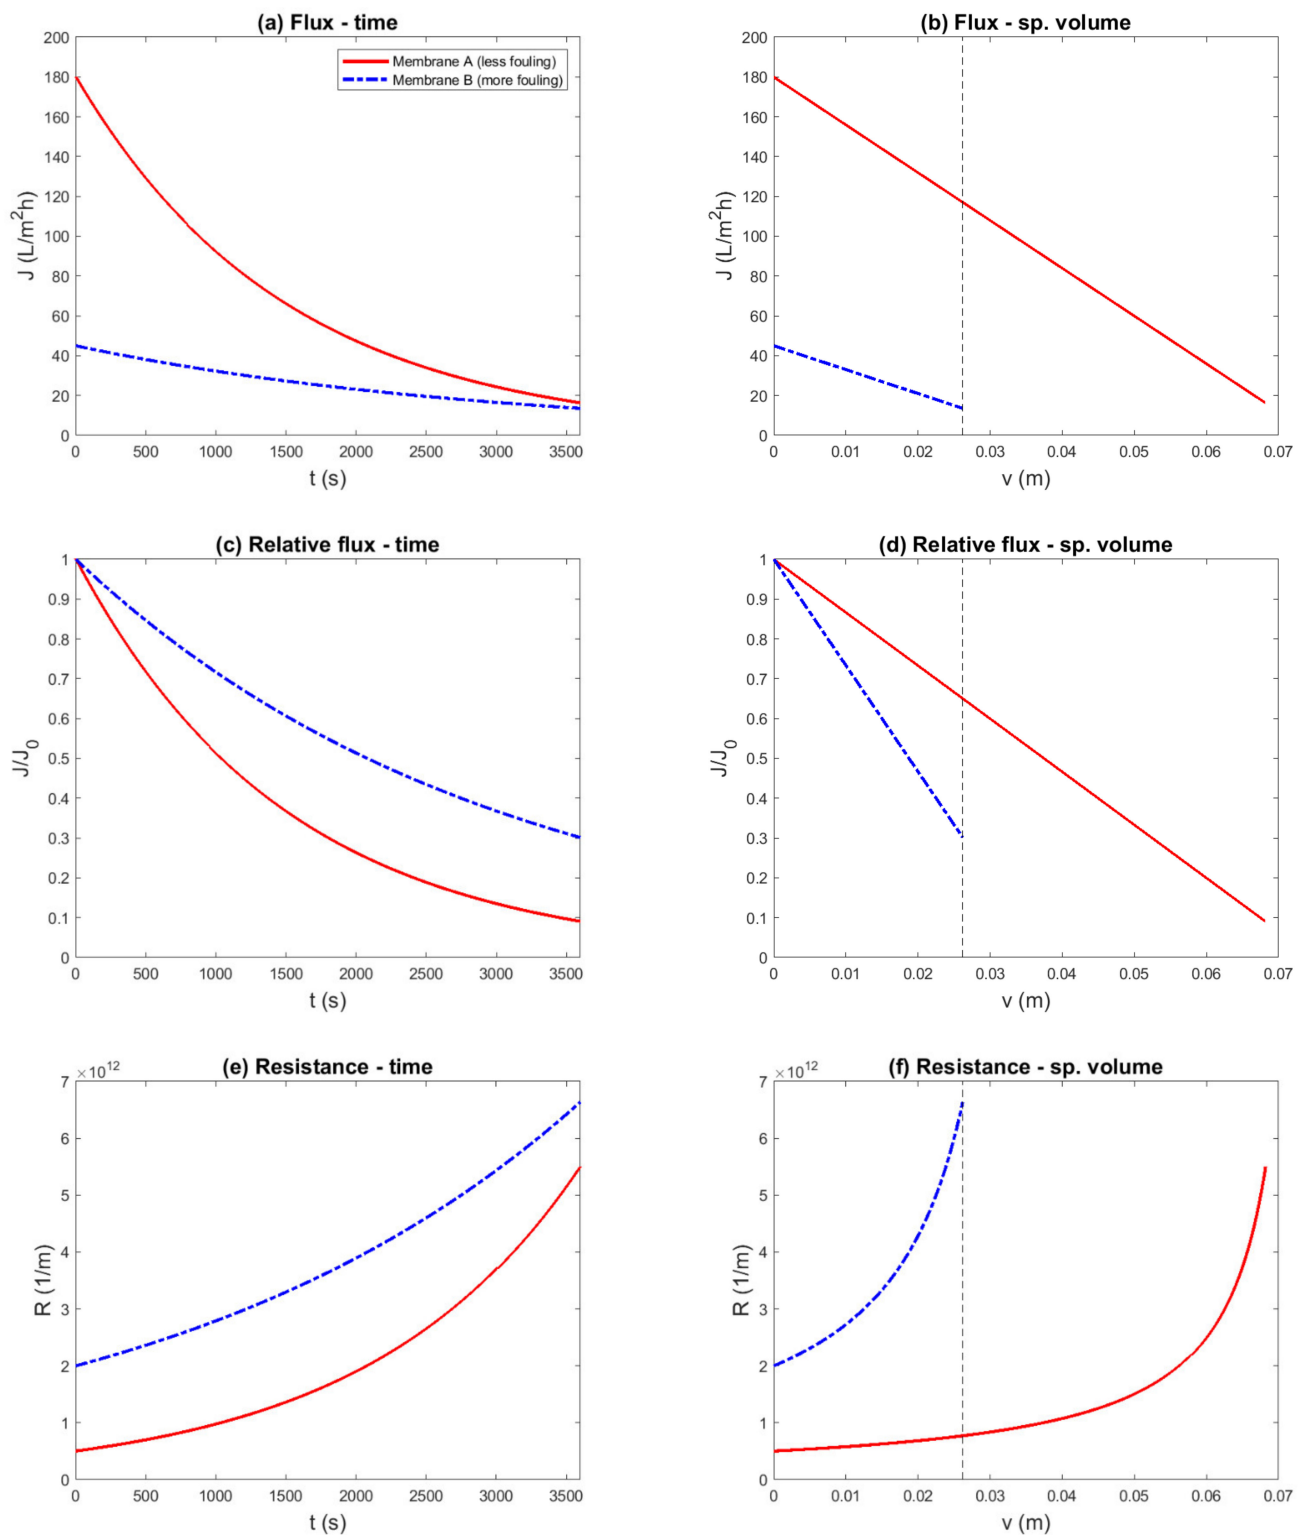 (a) Flux - time
200
180
160
140
120
100
80
60
40
20
0
J (L/m²h)
Membrane A (less fouling)
Membrane B (more fouling)
0 500 1000 1500 2000 2500 3000 3500
t (s)
(b) Flux - sp. volume
200
180
160
140
120
100
80
60
40
20
0
J (L/m²h)
0 0.01 0.02 0.03 0.04 0.05 0.06 0.07
v (m)
(c) Relative flux - time
1
0.9
0.8
0.7
0.6
0.5
0.4
0.3
0.2
0.1
0
J/J₀
0 500 1000 1500 2000 2500 3000 3500
t (s)
(d) Relative flux - sp. volume
1
0.9
0.8
0.7
0.6
0.5
0.4
0.3
0.2
0.1
0
J/J₀
0 0.01 0.02 0.03 0.04 0.05 0.06 0.07
v (m)
(e) Resistance - time
×10¹²
7
6
5
4
3
2
1
0
R (1/m)
0 500 1000 1500 2000 2500 3000 3500
t (s)
(f) Resistance - sp. volume
×10¹²
7
6
5
4
3
2
1
0
R (1/m)
0 0.01 0.02 0.03 0.04 0.05 0.06 0.07
v (m)